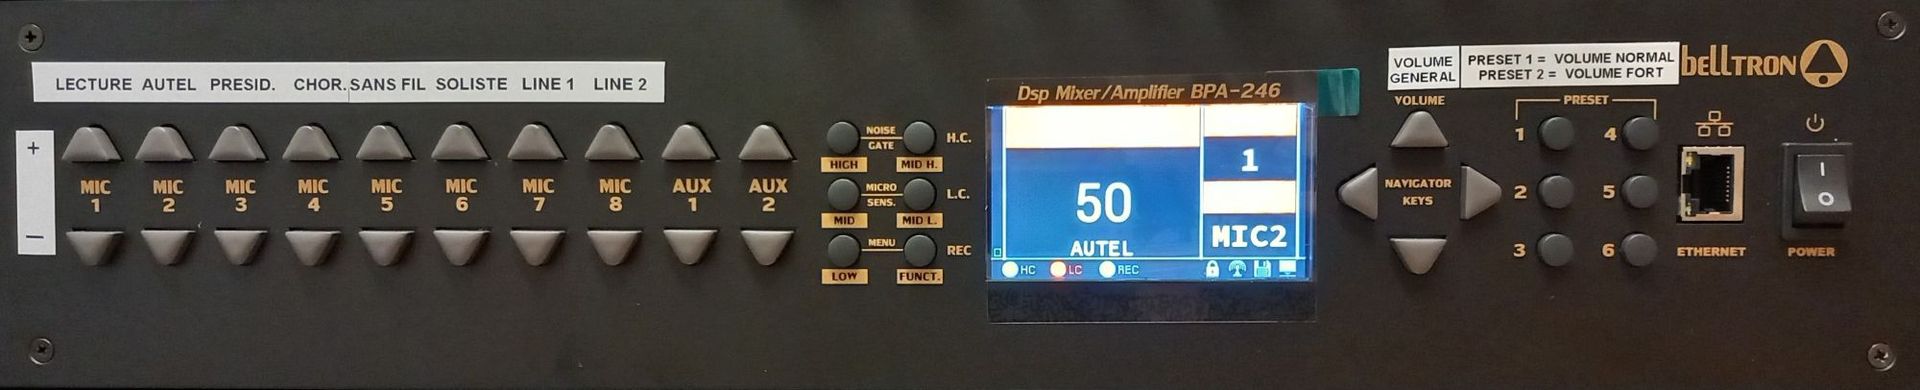 LECTURE AUTEL PRESID. CHOR. SANS FIL SOLISTE LINE 1 LINE 2
+
MIC 1
MIC 2
MIC 3
MIC 4
MIC 5
MIC 6
MIC 7
MIC 8
AUX 1
AUX 2
−
NOISE GATE
H.C.
HIGH
MID H.
MICRO SENS.
L.C.
MID
MID L.
MENU
REC
LOW
FUNCT.
Dsp Mixer/Amplifier BPA-246
1
50
MIC2
AUTEL
HC LC REC
VOLUME
GENERAL
PRESET 1 = VOLUME NORMAL
PRESET 2 = VOLUME FORT
belltron
VOLUME
NAVIGATOR
KEYS
PRESET
1
4
2
5
3
6
ETHERNET
I
O
POWER